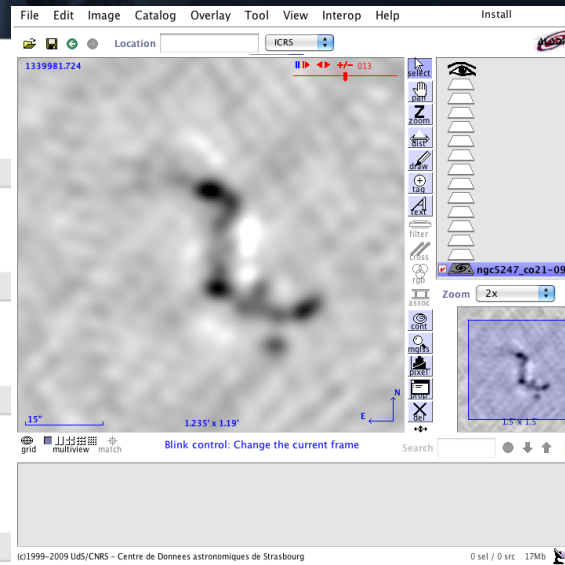 File Edit Image Catalog Overlay Tool View Interop Help Install
Location ICRS
1339981.724 +/- 013
select
pan
zoom
dist
draw
tag
text
filter
cross
rgb
assoc
cont
mglss
pixel
prop
del
ngc5247_co21-09
Zoom 2x
N
E
15"
1.235' x 1.19'
1.5' x 1.5'
grid multiview match Blink control: Change the current frame Search
(c)1999-2009 UdS/CNRS - Centre de Donnees astronomiques de Strasbourg 0 sel / 0 src 17Mb